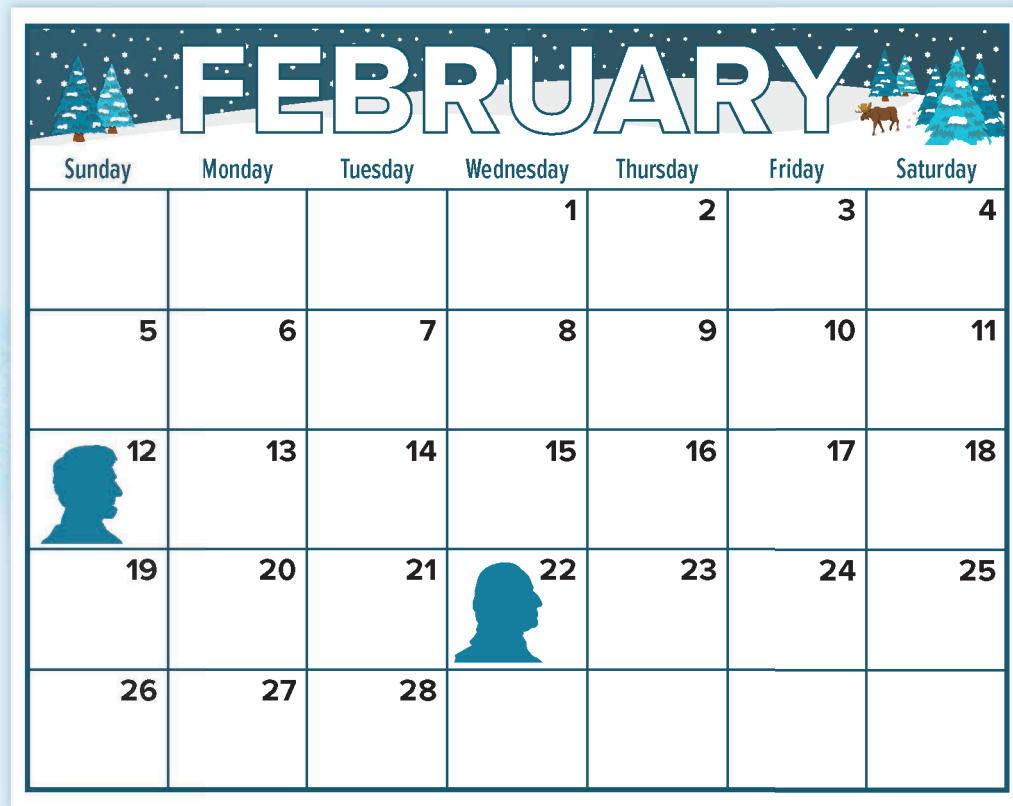 FEBRUARY
Sunday Monday Tuesday Wednesday Thursday Friday Saturday
1 2 3 4
5 6 7 8 9 10 11
12 13 14 15 16 17 18
19 20 21 22 23 24 25
26 27 28